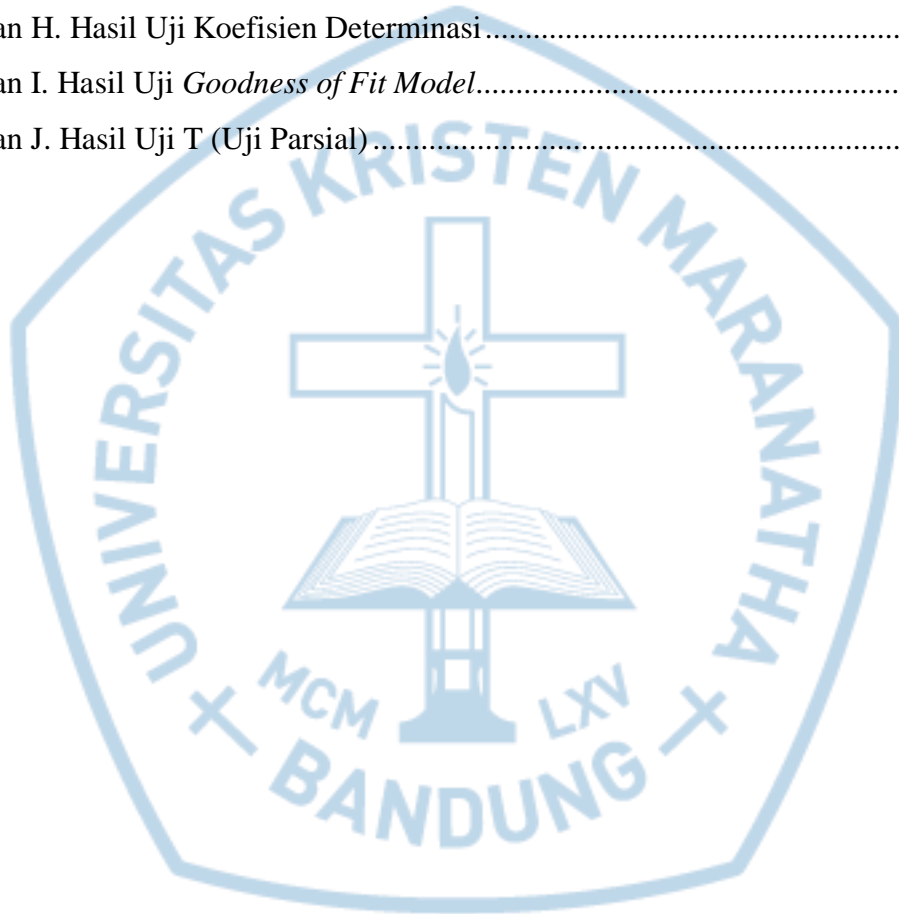 an H. Hasil Uji Koefisien Determinasi...............................................................
an I. Hasil Uji Goodness of Fit Model................................................................
an J. Hasil Uji T (Uji Parsial)..............................................................................
UNIVERSITAS KRISTEN MARANATHA
MCM LXV
BANDUNG